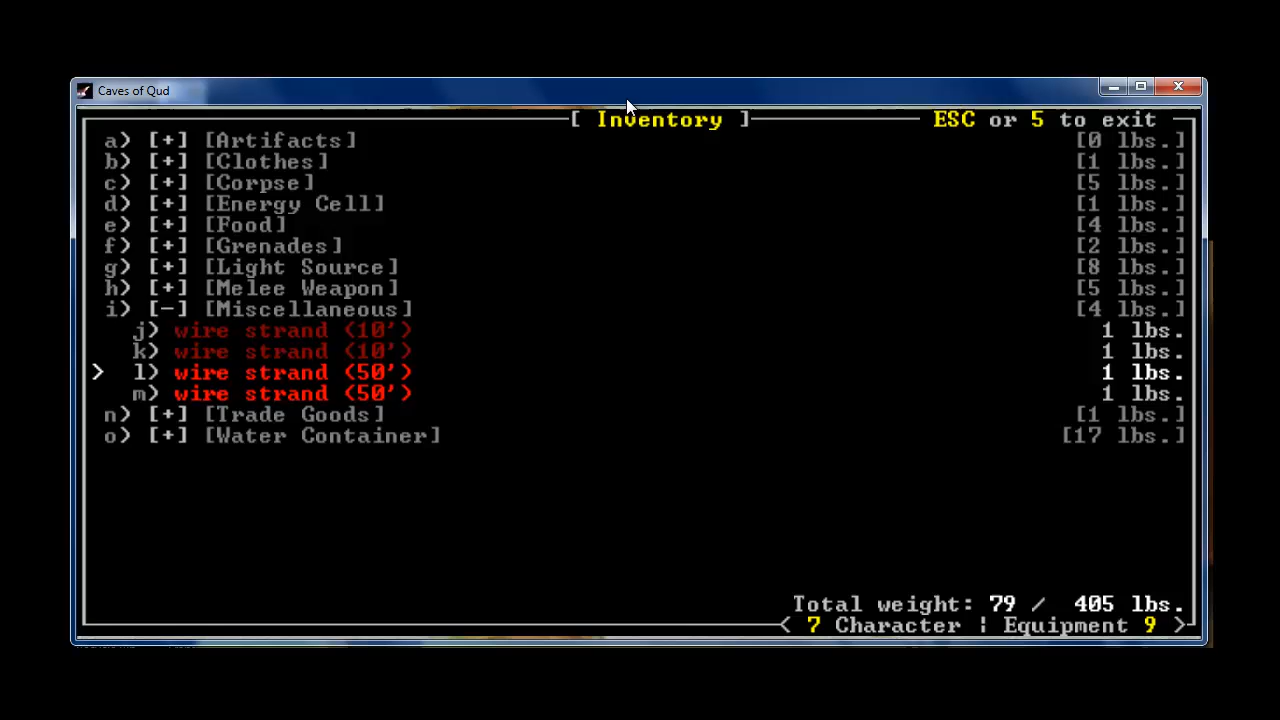 Caves of Qud
[ Inventory ] ESC or 5 to exit
a) [+] [Artifacts] [0 lbs.]
b) [+] [Clothes] [1 lbs.]
c) [+] [Corpse] [5 lbs.]
d) [+] [Energy Cell] [1 lbs.]
e) [+] [Food] [4 lbs.]
f) [+] [Grenades] [2 lbs.]
g) [+] [Light Source] [8 lbs.]
h) [+] [Melee Weapon] [5 lbs.]
i) [-] [Miscellaneous] [4 lbs.]
j) wire strand (10') 1 lbs.
k) wire strand (10') 1 lbs.
> l) wire strand (50') 1 lbs.
m) wire strand (50') 1 lbs.
n) [+] [Trade Goods] [1 lbs.]
o) [+] [Water Container] [17 lbs.]
Total weight: 79 / 405 lbs.
< 7 Character | Equipment 9 >